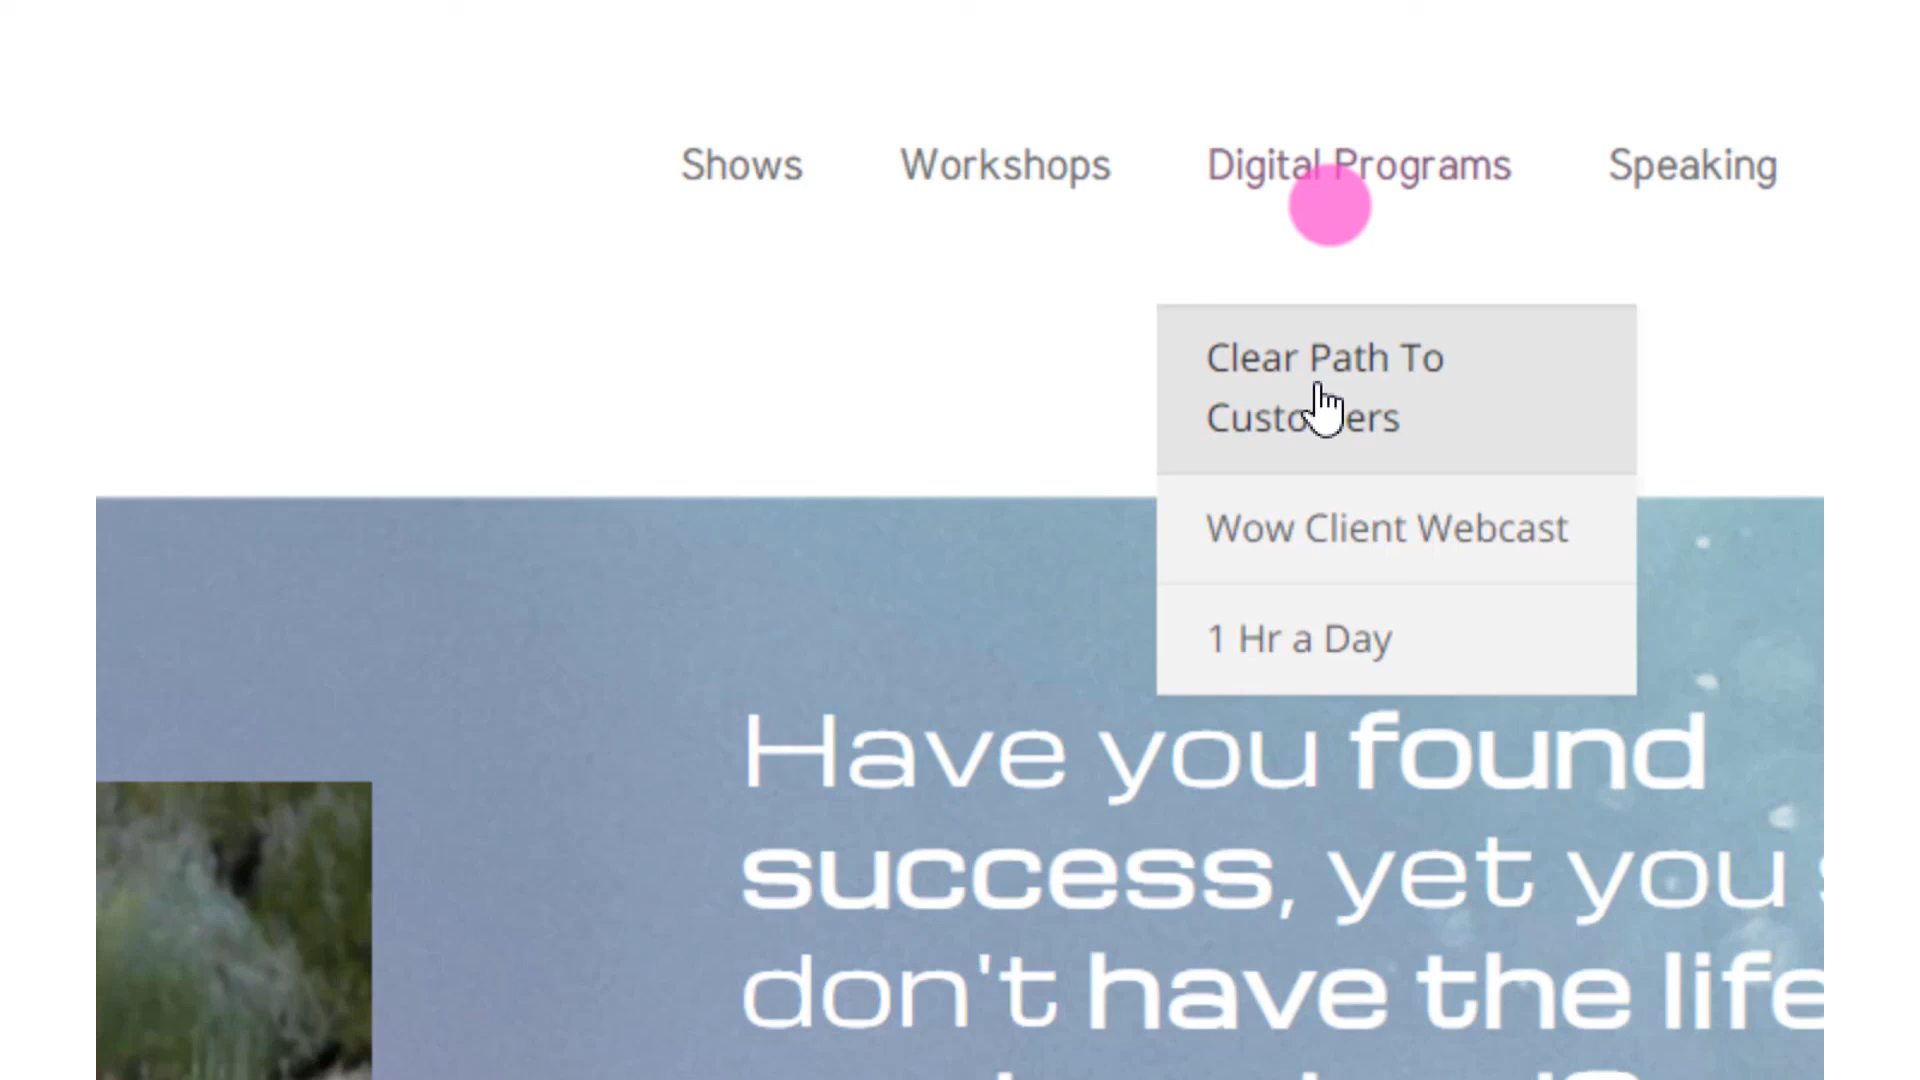 Shows Workshops Digital Programs Speaking
Clear Path To
Customers
Wow Client Webcast
1 Hr a Day
Have you found
success, yet you
don't have the life